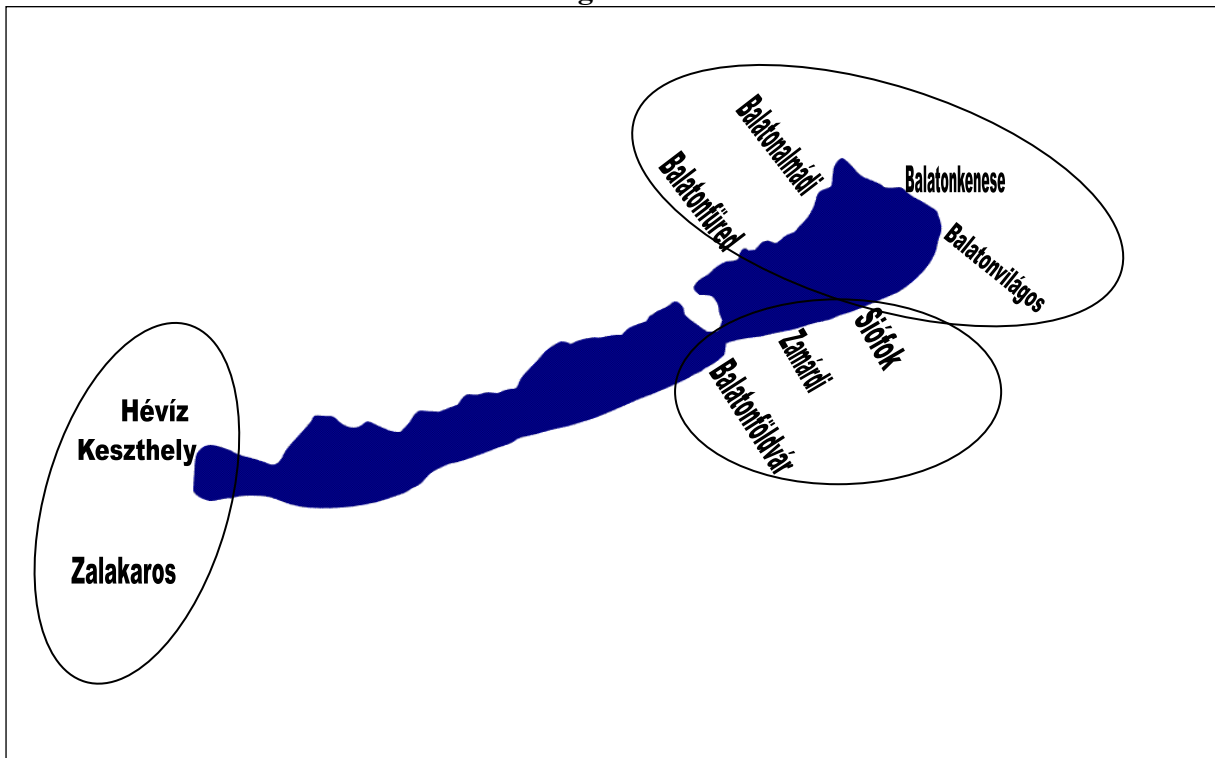 Balatonalmádi
Balatonfüred
Balatonkenese
Balatonvilágos
Siófok
Zamárdi
Balatonföldvár
Hévíz
Keszthely
Zalakaros